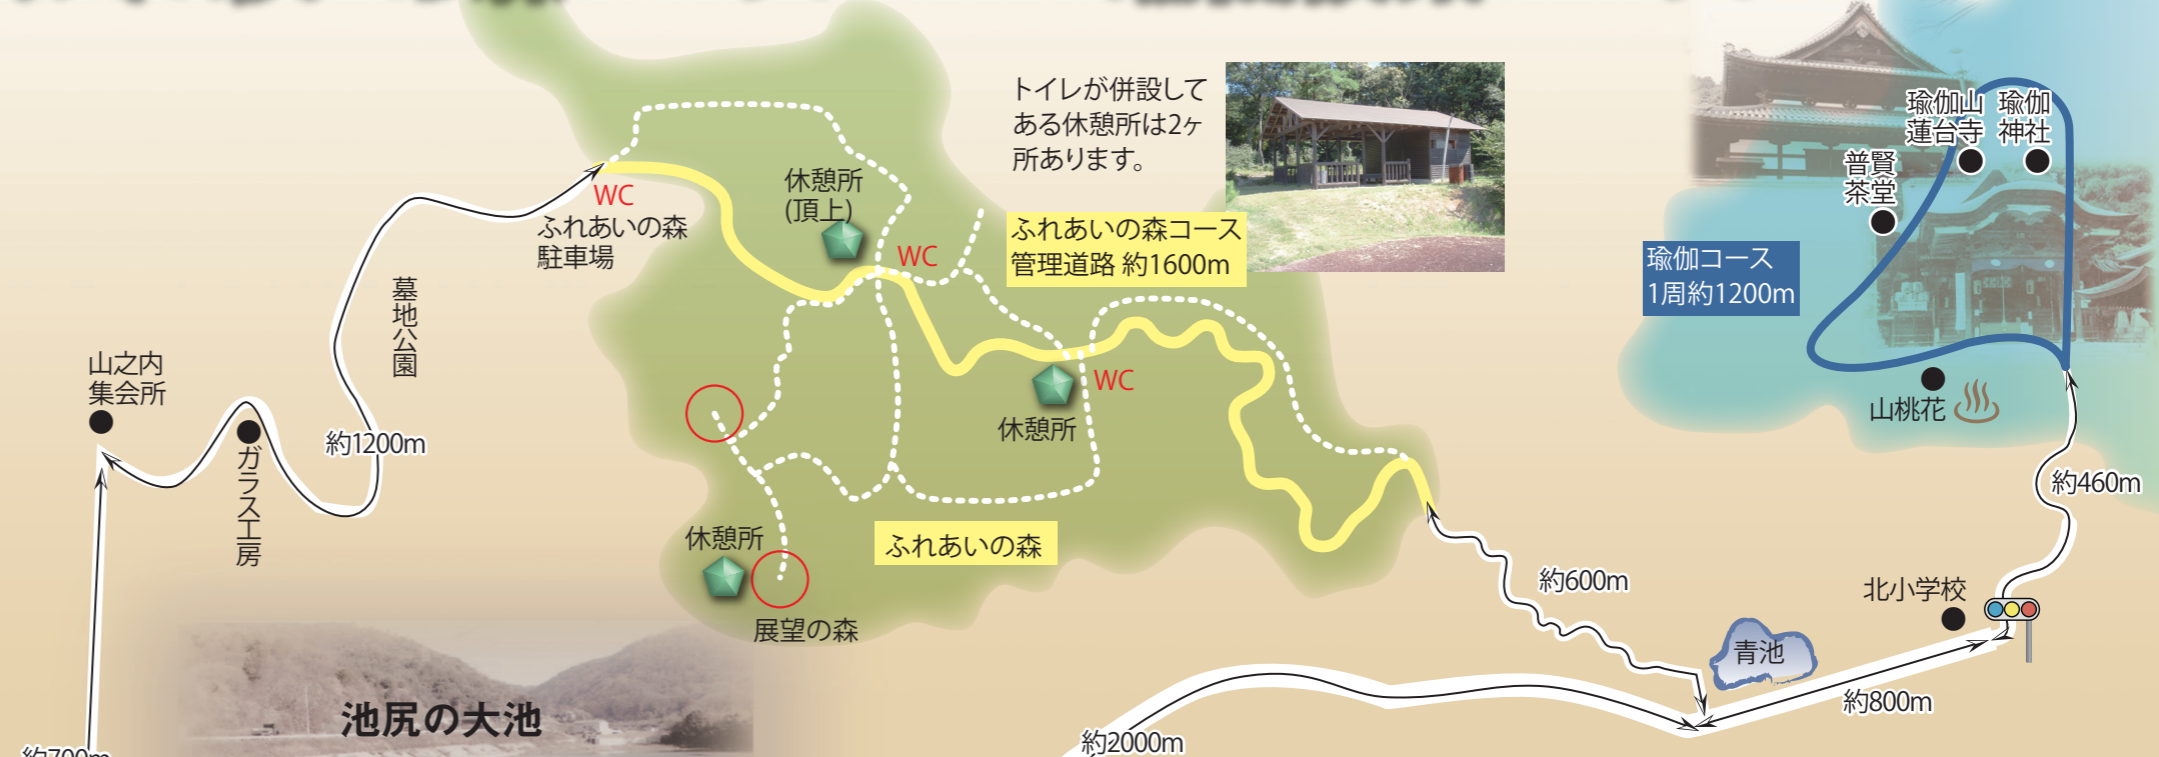 トイレが併設して
ある休憩所は2ヶ
所あります。
瑜伽山
蓮台寺
瑜伽
神社
普賢
茶堂
休憩所
(頂上)
WC
ふれあいの森
駐車場
WC
ふれあいの森コース
管理道路 約1600m
瑜伽コース
1周約1200m
墓地公園
山之内
集会所
WC
休憩所
山桃花
約1200m
ガラス工房
約460m
休憩所
ふれあいの森
展望の森
約600m
北小学校
青池
約800m
池尻の大池
約2000m
約700m